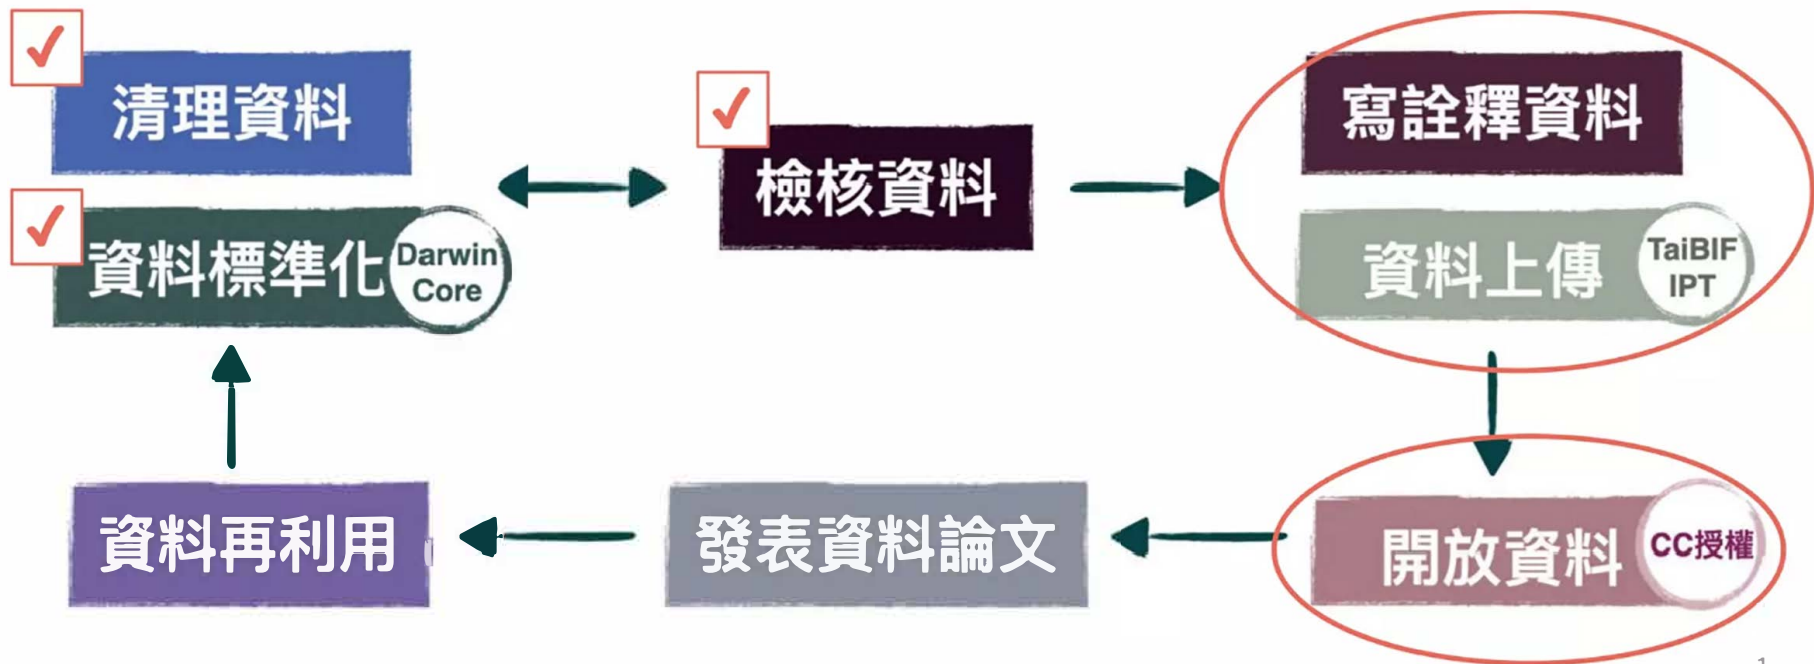 清理資料
資料標準化
Darwin
Core
檢核資料
寫詮釋資料
資料上傳
TaiBIF
IPT
開放資料
CC授權
發表資料論文
資料再利用
1